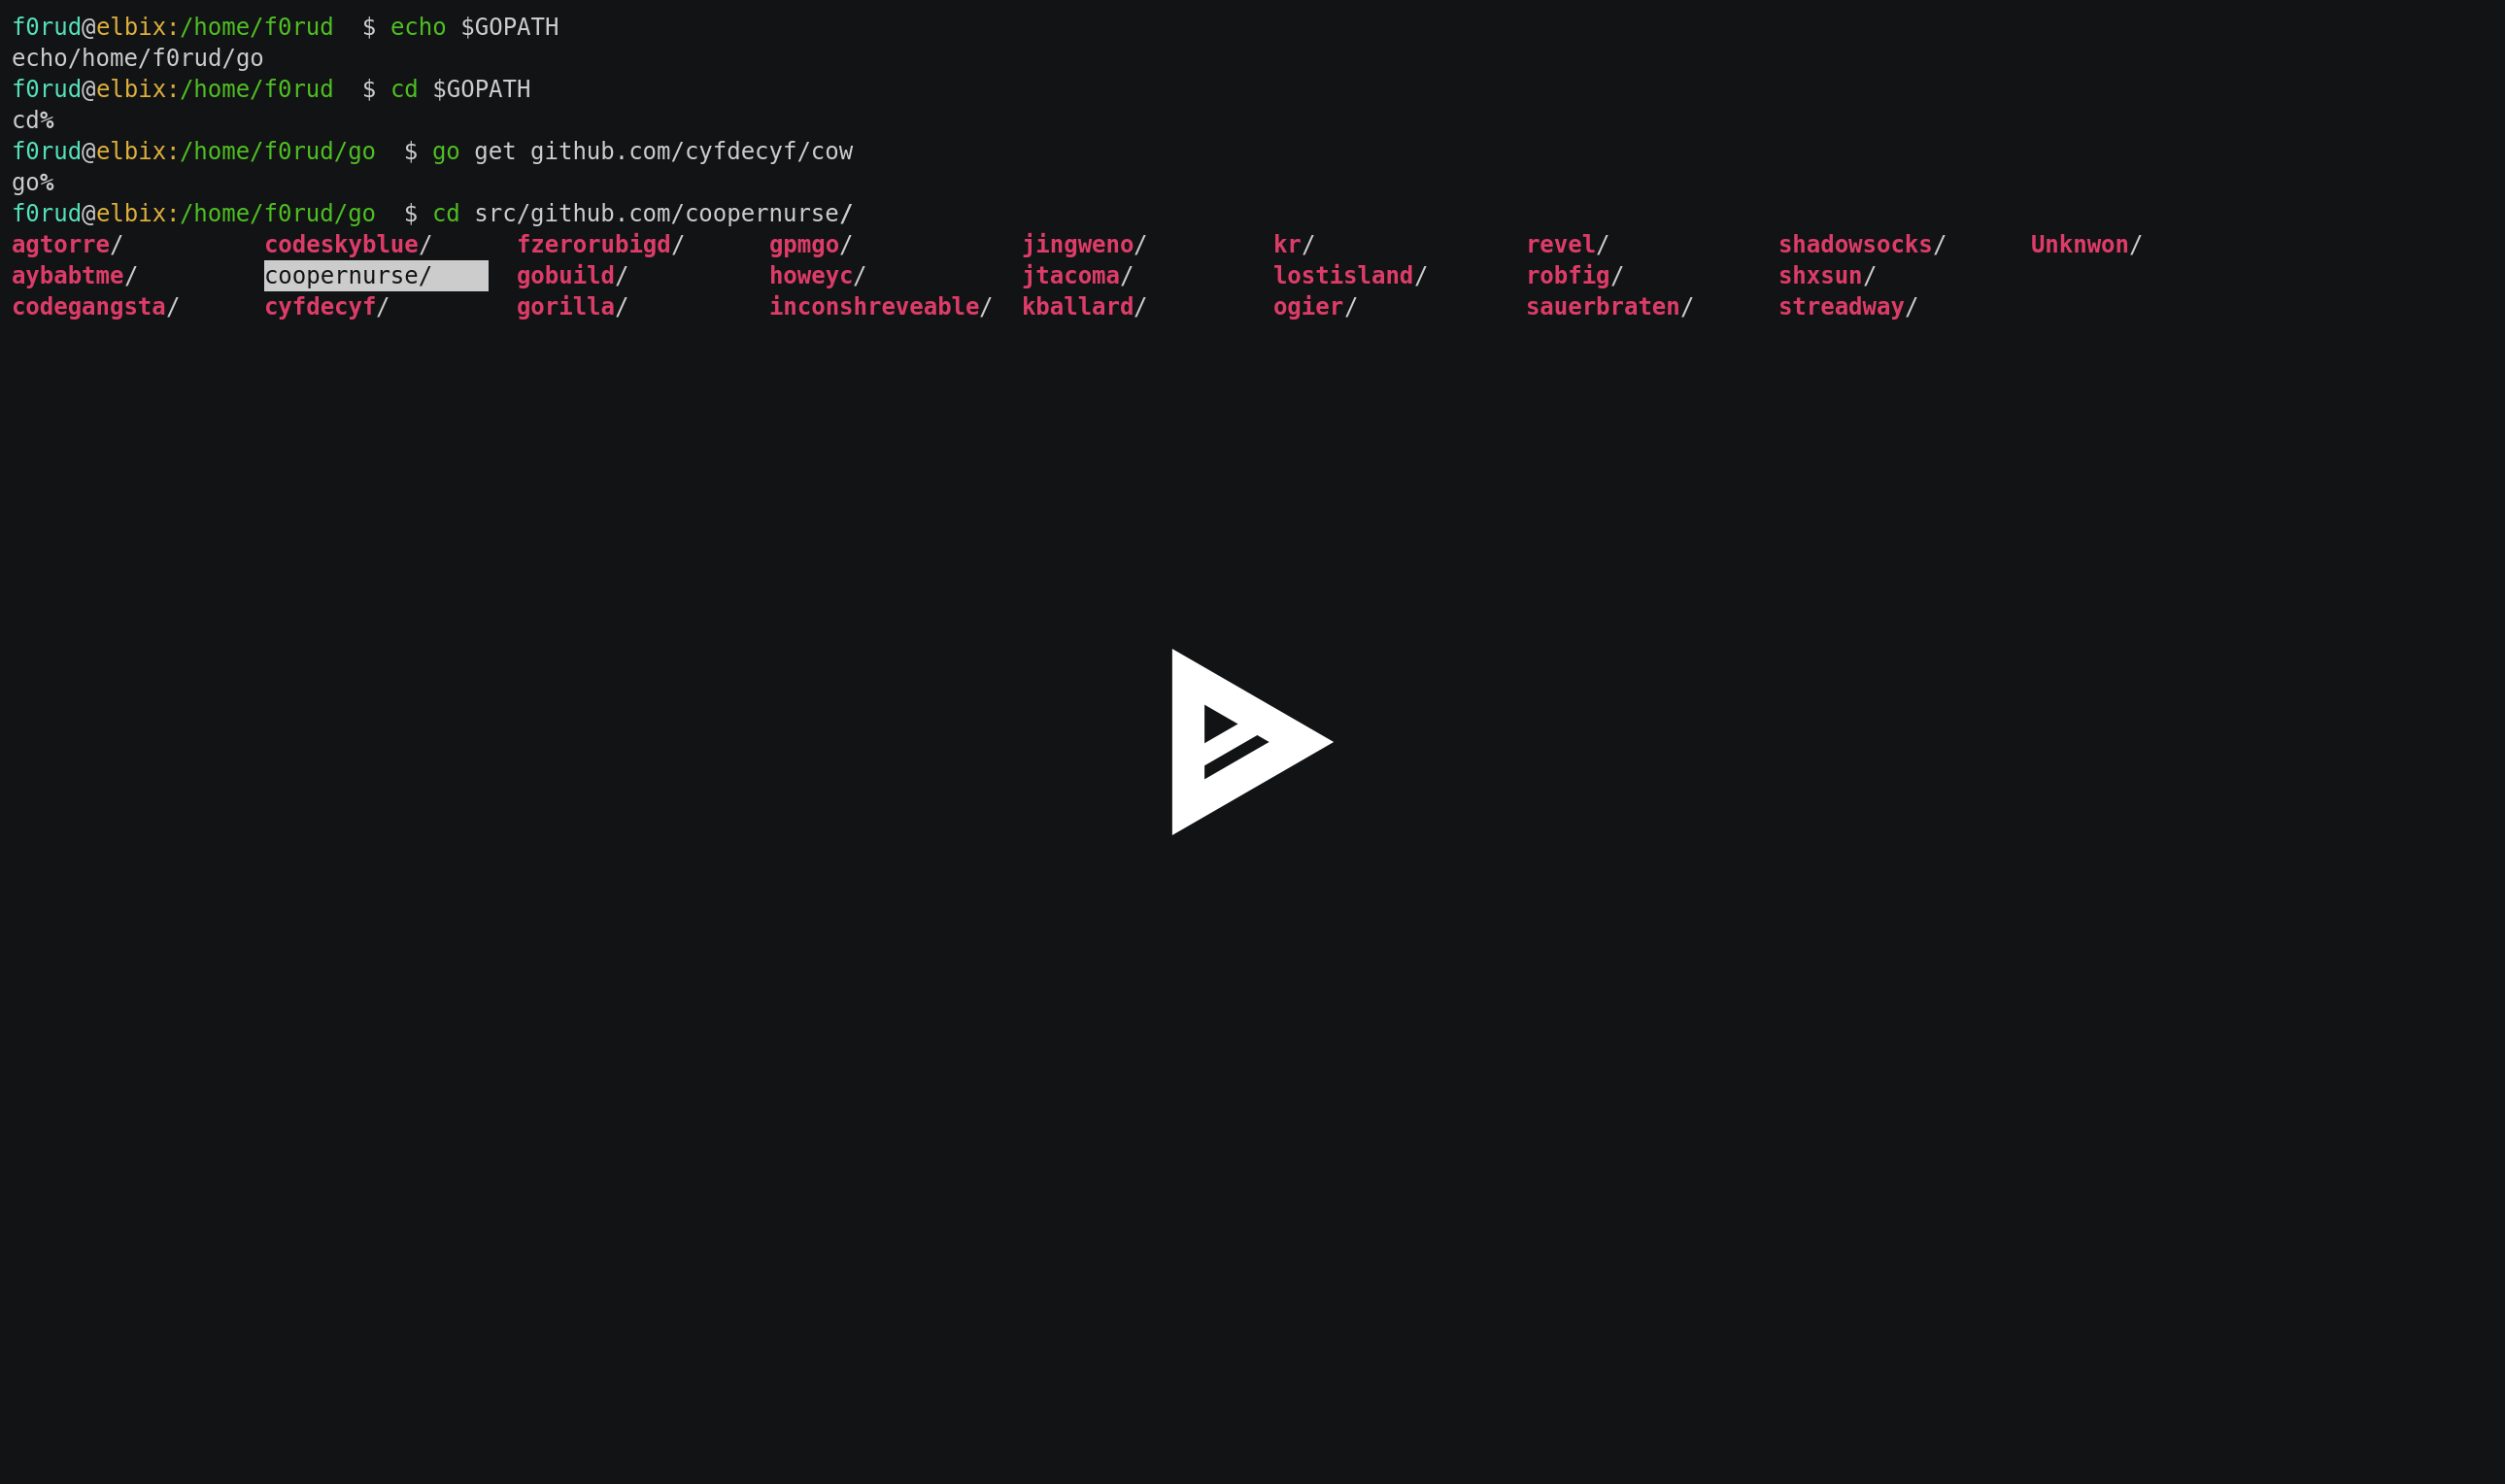 f0rud@elbix:/home/f0rud  $ echo $GOPATH
echo/home/f0rud/go
f0rud@elbix:/home/f0rud  $ cd $GOPATH
cd%
f0rud@elbix:/home/f0rud/go  $ go get github.com/cyfdecyf/cow
go%
f0rud@elbix:/home/f0rud/go  $ cd src/github.com/coopernurse/
agtorre/          codeskyblue/      fzerorubigd/      gpmgo/            jingweno/         kr/               revel/            shadowsocks/      Unknwon/
aybabtme/         coopernurse/      gobuild/          howeyc/           jtacoma/          lostisland/       robfig/           shxsun/
codegangsta/      cyfdecyf/         gorilla/          inconshreveable/  kballard/         ogier/            sauerbraten/      streadway/